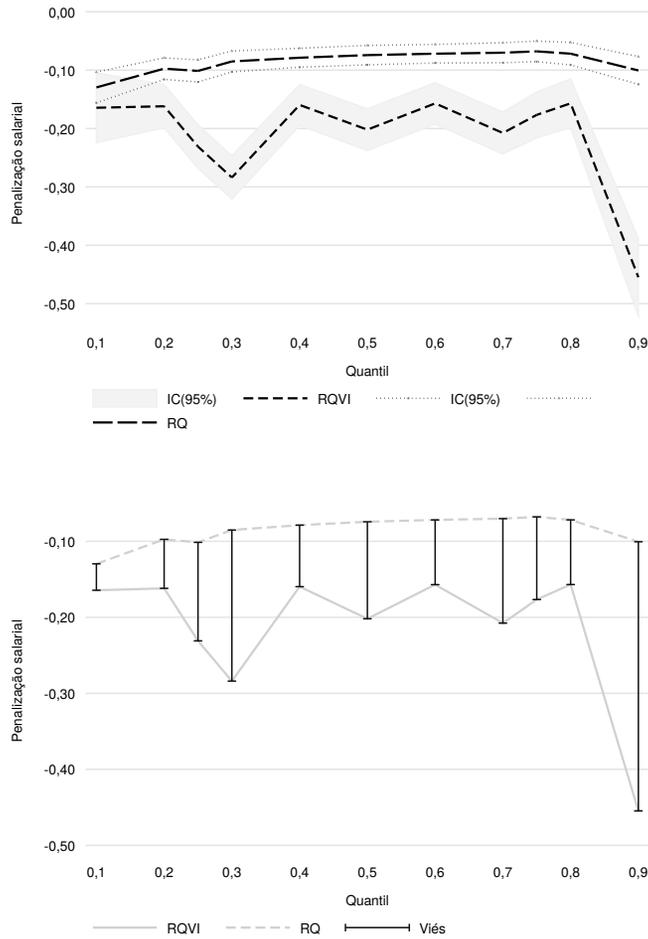 0,00
-0,10
-0,20
-0,30
-0,40
-0,50
Penalização salarial
0,1 0,2 0,3 0,4 0,5 0,6 0,7 0,8 0,9
Quantil
IC(95%) RQVI IC(95%)
RQ
-0,10
-0,20
-0,30
-0,40
-0,50
Penalização salarial
0,1 0,2 0,3 0,4 0,5 0,6 0,7 0,8 0,9
Quantil
RQVI RQ Viés